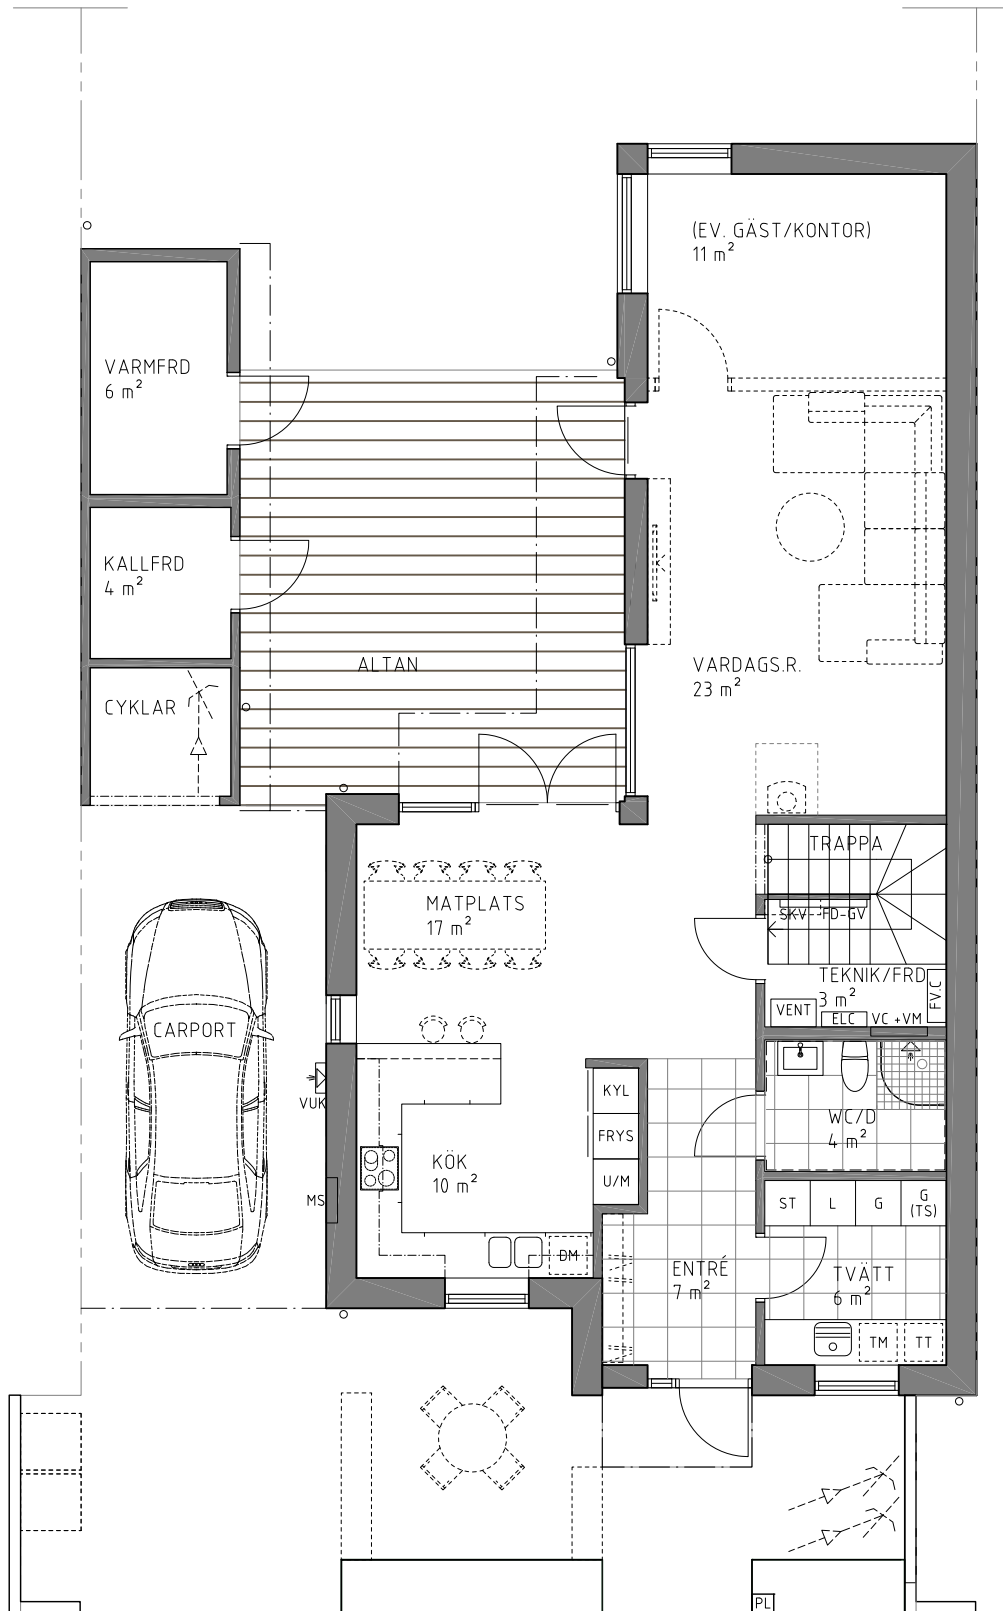 (EV. GÄST/KONTOR)
11 m²
VARMFRD
6 m²
KALLFRD
4 m²
CYKLAR
ALTAN
VARDAGS.R.
23 m²
TRAPPA
MATPLATS
17 m²
SKV FD-GV
TEKNIK/FRD
3 m²
VENT
ELC
VC +VM
FV.C
CARPORT
VUK
MS
KYL
FRYS
U/M
KÖK
10 m²
DM
WC/D
4 m²
ST
L
G
G
(TS)
ENTRÉ
7 m²
TVÄTT
6 m²
TM
TT
PL